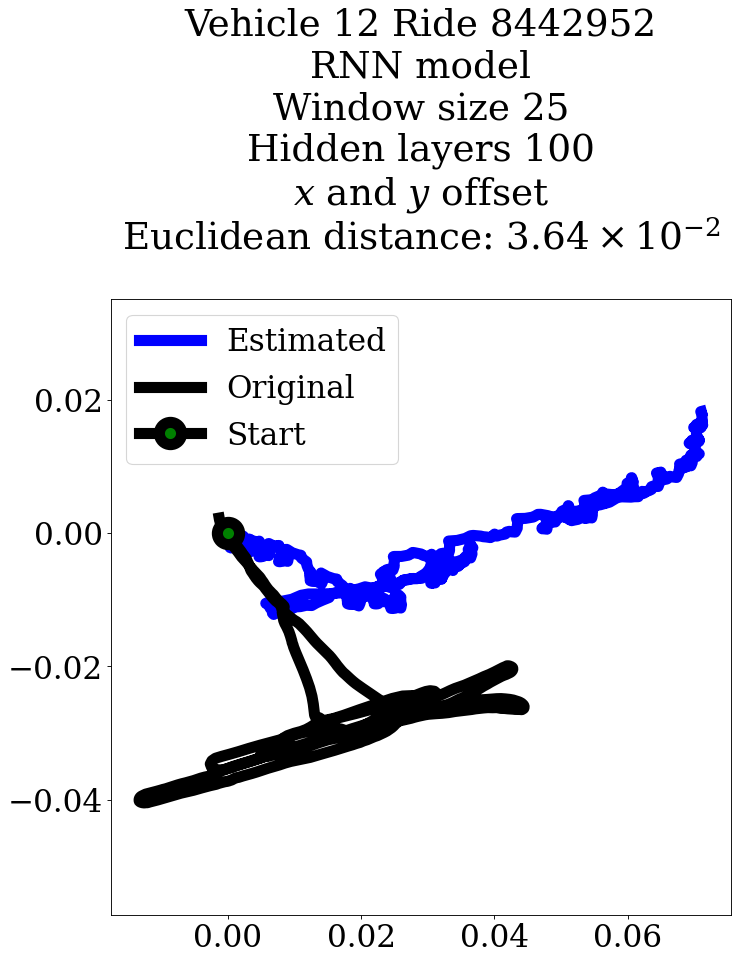 Vehicle 12 Ride 8442952
RNN model
Window size 25
Hidden layers 100
x and y offset
Euclidean distance: 3.64 × 10⁻²
Estimated
Original
Start
0.02
0.00
−0.02
−0.04
0.00 0.02 0.04 0.06